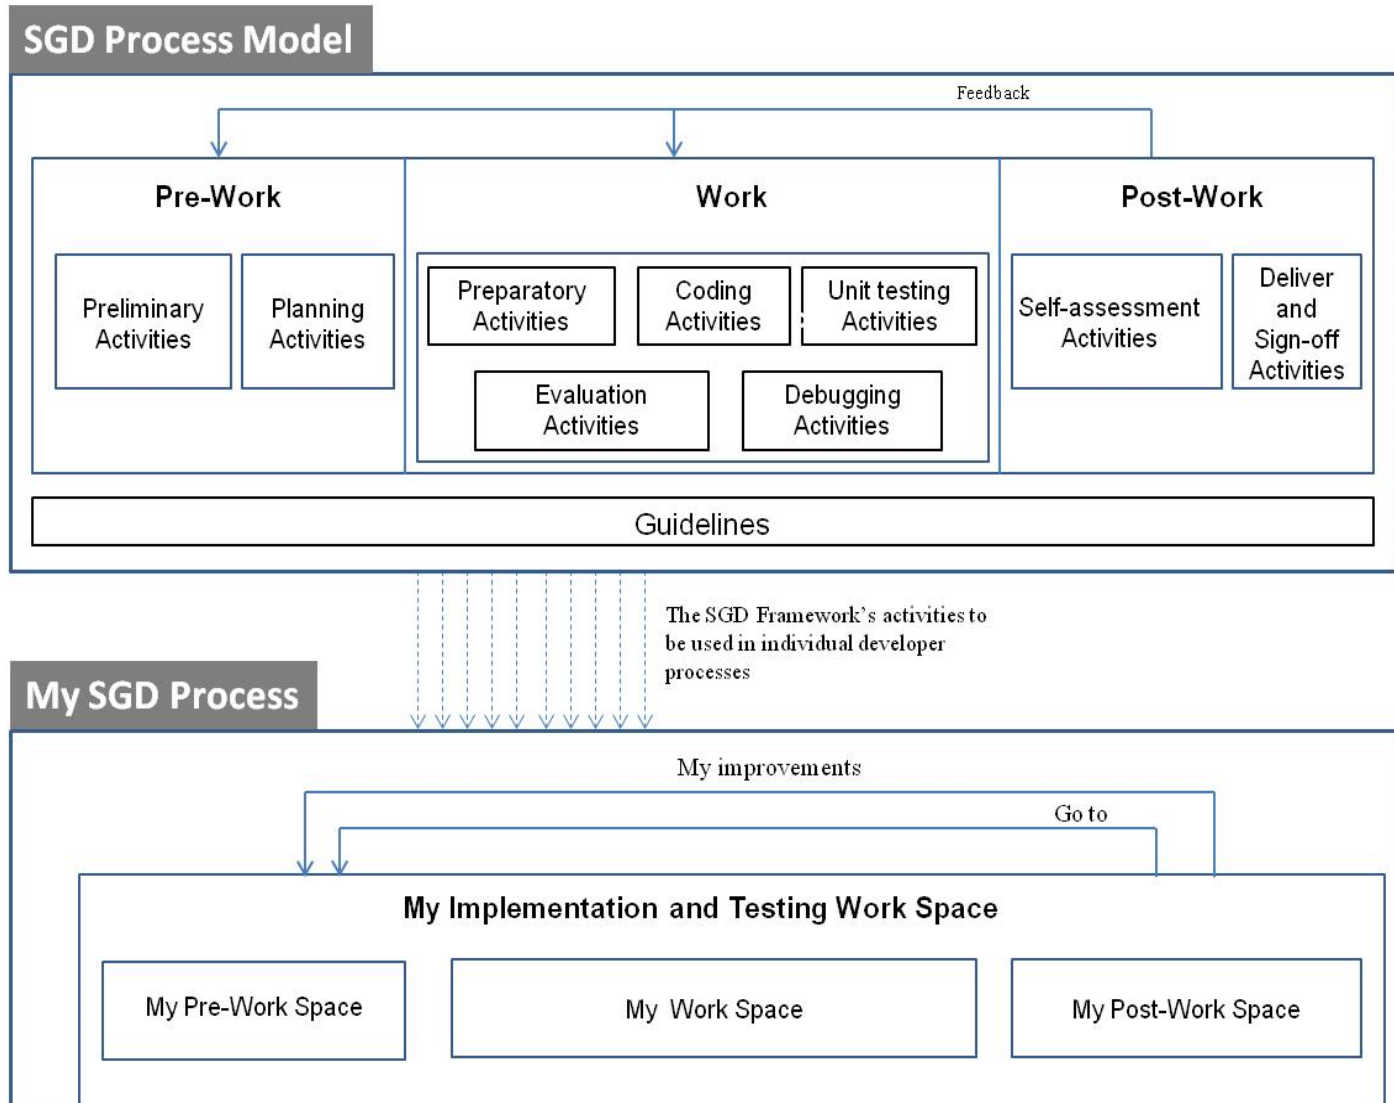 SGD Process Model
Feedback
Pre-Work
Work
Post-Work
Preliminary
Activities
Planning
Activities
Preparatory
Activities
Coding
Activities
Unit testing
Activities
Evaluation
Activities
Debugging
Activities
Self-assessment
Activities
Deliver
and
Sign-off
Activities
Guidelines
The SGD Framework's activities to
be used in individual developer
processes
My SGD Process
My improvements
Go to
My Implementation and Testing Work Space
My Pre-Work Space
My Work Space
My Post-Work Space